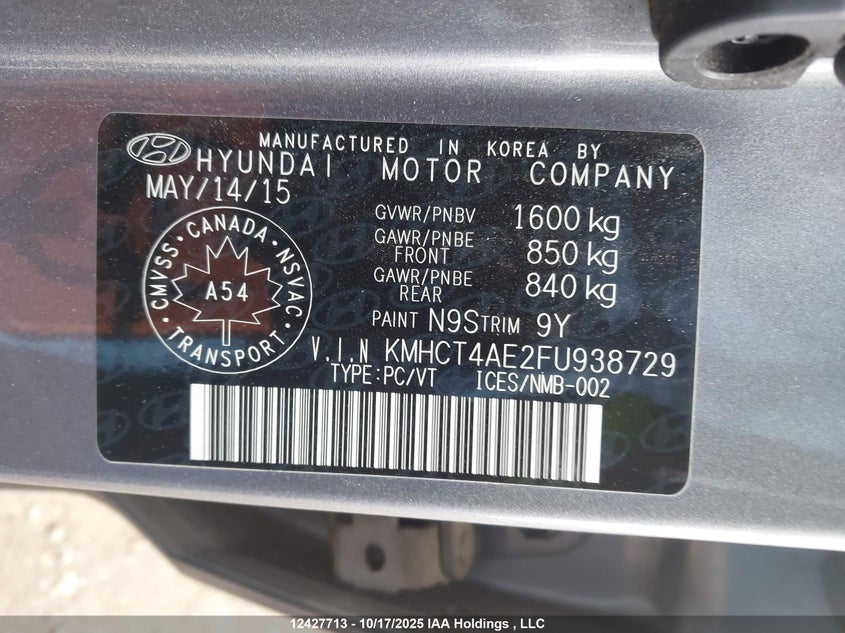 MANUFACTURED IN KOREA BY
HYUNDAI MOTOR COMPANY
MAY/14/15
GVWR/PNBV 1600 kg
GAWR/PNBE FRONT 850 kg
GAWR/PNBE REAR 840 kg
PAINT N9S TRIM 9Y
V.I.N KMHCT4AE2FU938729
TYPE:PC/VT ICES/NMB-002
CMVSS · CANADA · NSVAC · TRANSPORT ·
A54
12427713 - 10/17/2025 IAA Holdings , LLC